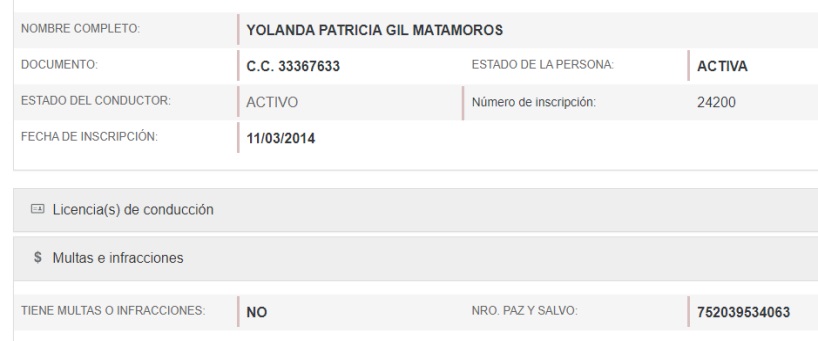 NOMBRE COMPLETO: YOLANDA PATRICIA GIL MATAMOROS
DOCUMENTO: C.C. 33367633 ESTADO DE LA PERSONA: ACTIVA
ESTADO DEL CONDUCTOR: ACTIVO Número de inscripción: 24200
FECHA DE INSCRIPCIÓN: 11/03/2014
Licencia(s) de conducción
$ Multas e infracciones
TIENE MULTAS O INFRACCIONES: NO NRO. PAZ Y SALVO: 752039534063